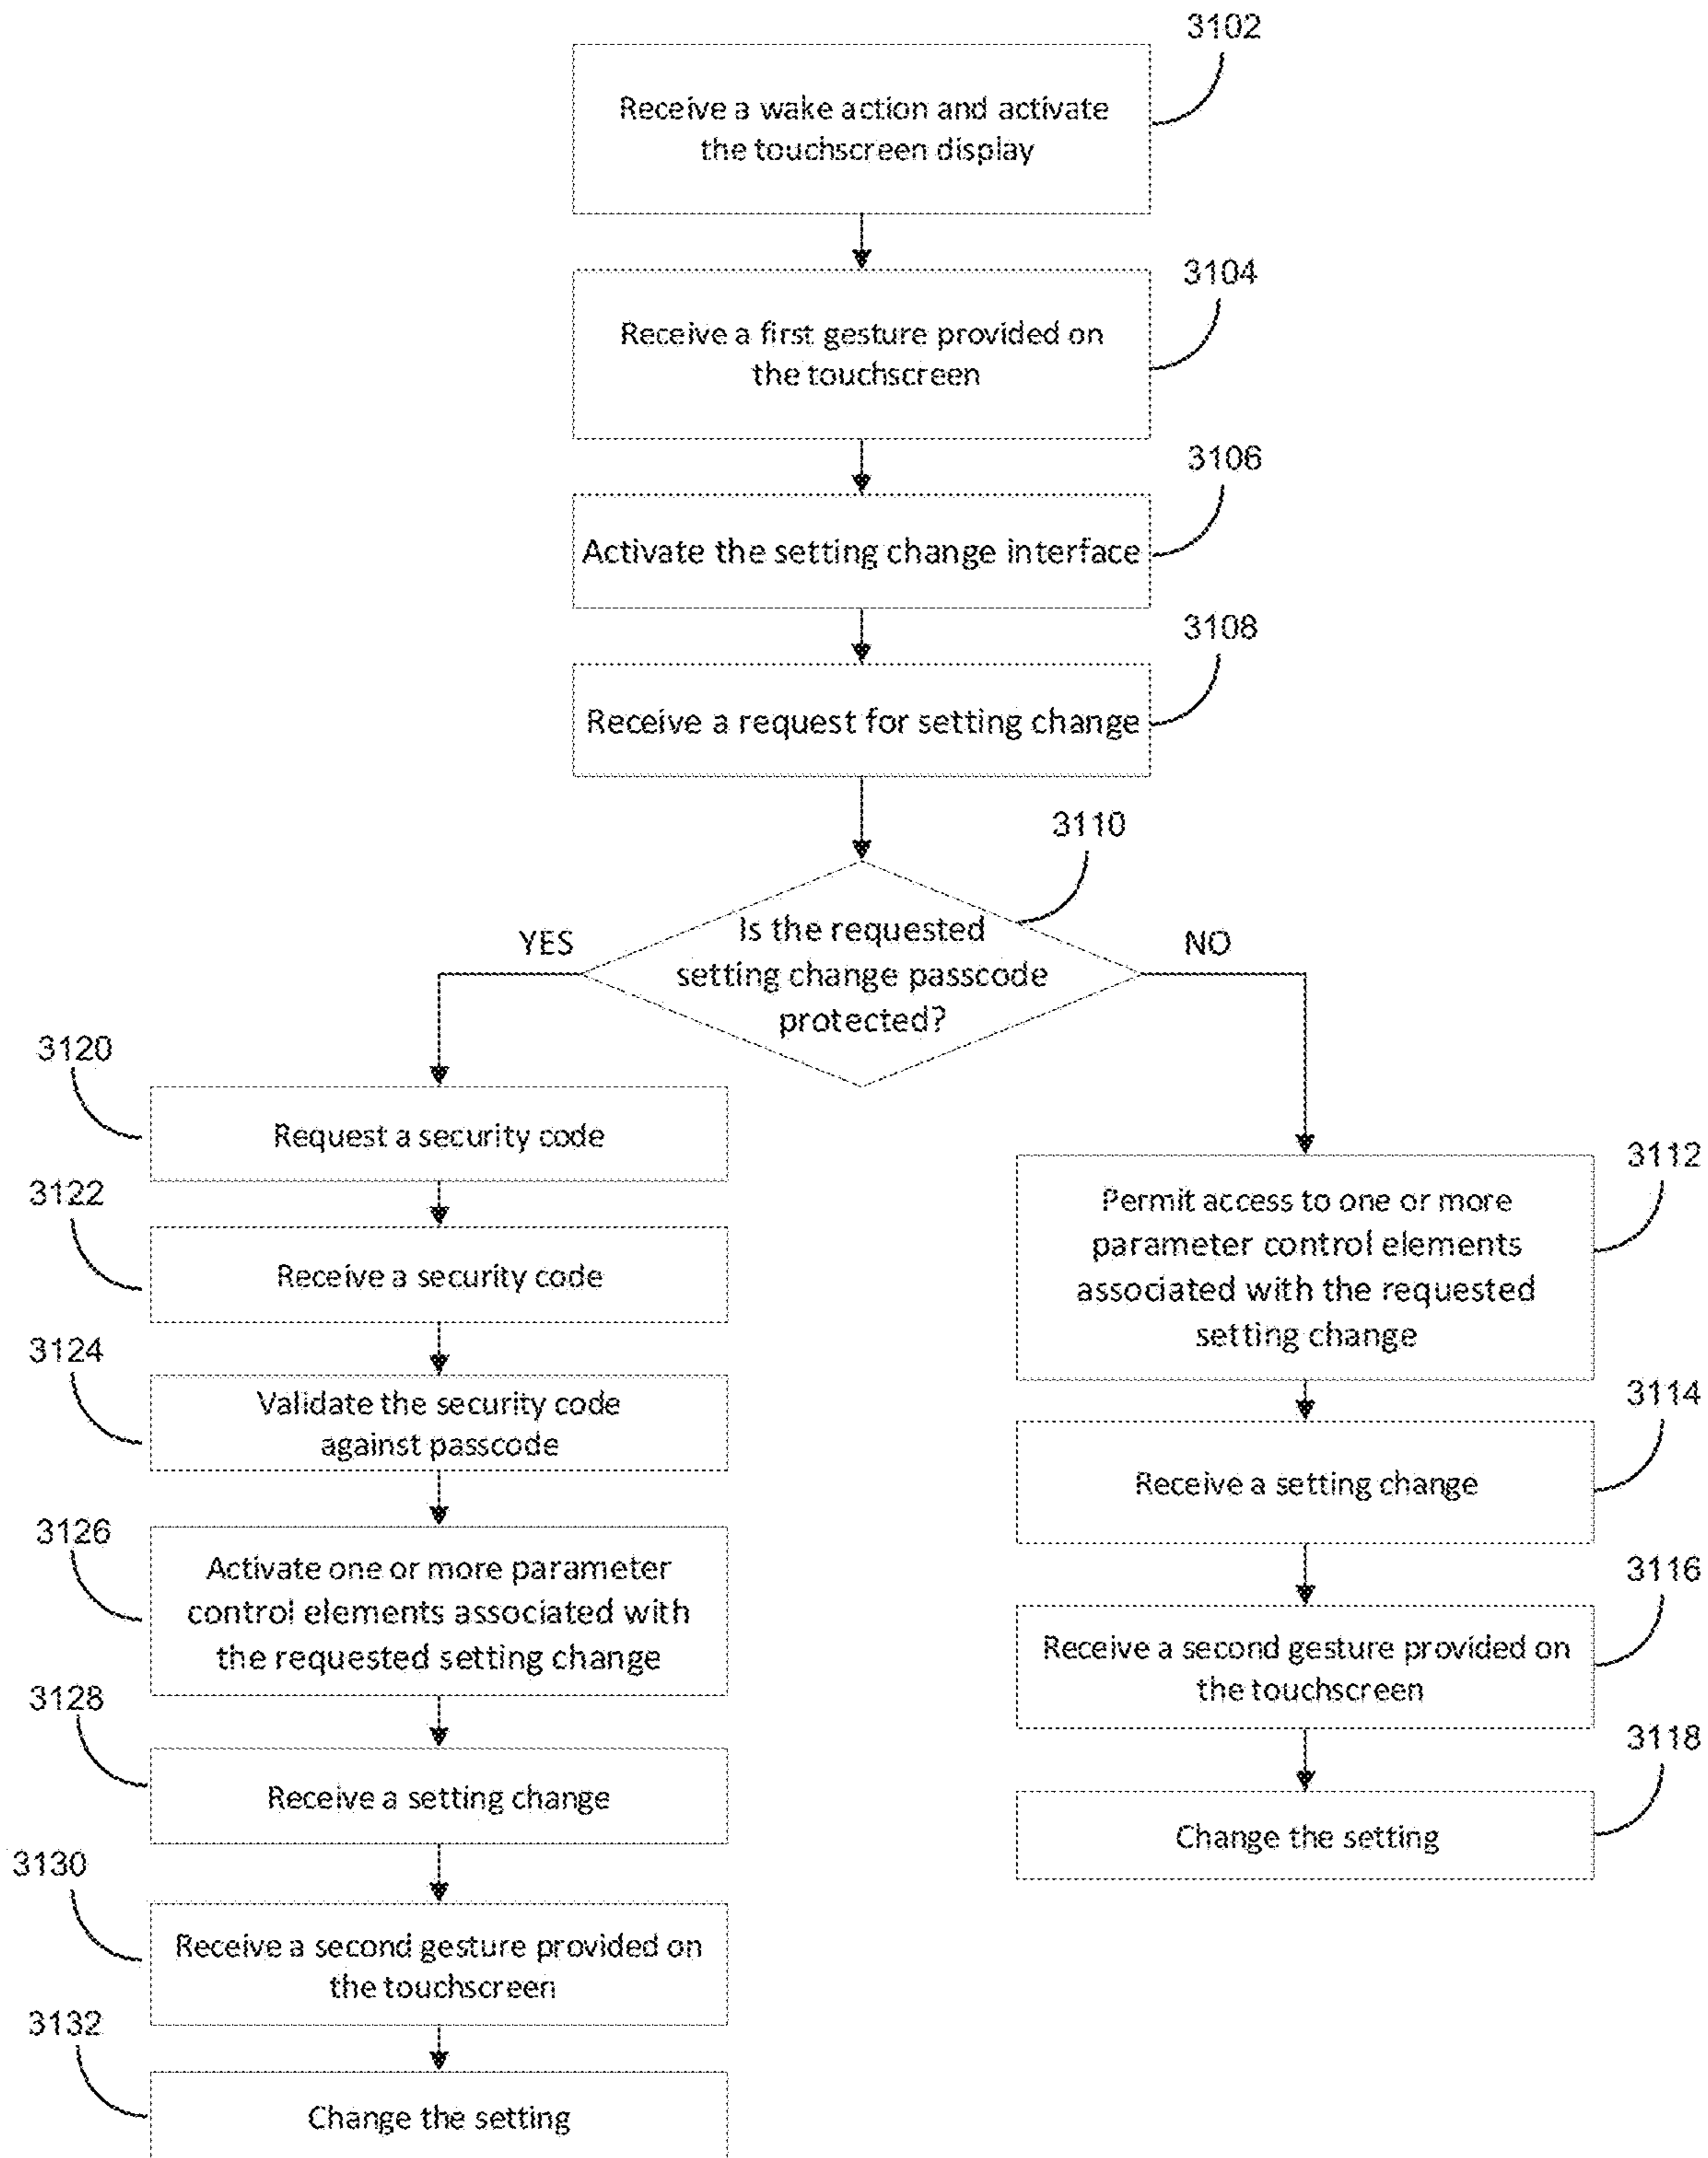 3102
Receive a wake action and activate
the touchscreen display
3104
Receive a first gesture provided on
the touchscreen
3106
Activate the setting change interface
3108
Receive a request for setting change
3110
Is the requested
setting change passcode
protected?
YES
NO
3120
Request a security code
3122
Receive a security code
3124
Validate the security code
against passcode
3126
Activate one or more parameter
control elements associated with
the requested setting change
3128
Receive a setting change
3130
Receive a second gesture provided on
the touchscreen
3132
Change the setting
3112
Permit access to one or more
parameter control elements
associated with the requested
setting change
3114
Receive a setting change
3116
Receive a second gesture provided on
the touchscreen
3118
Change the setting